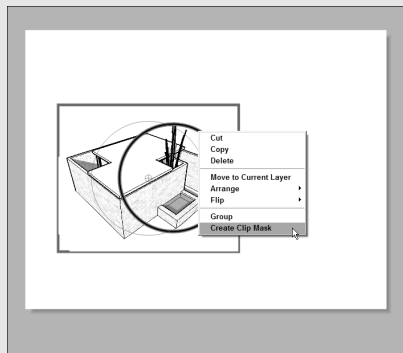 Cut
Copy
Delete
Move to Current Layer
Arrange
Flip
Group
Create Clip Mask